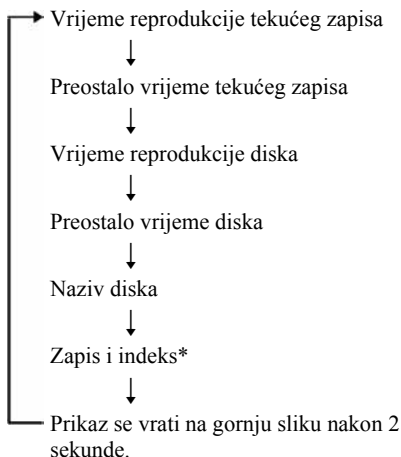 Vrijeme reprodukcije tekućeg zapisa
Preostalo vrijeme tekućeg zapisa
Vrijeme reprodukcije diska
Preostalo vrijeme diska
Naziv diska
Zapis i indeks*
Prikaz se vrati na gornju sliku nakon 2
sekunde.